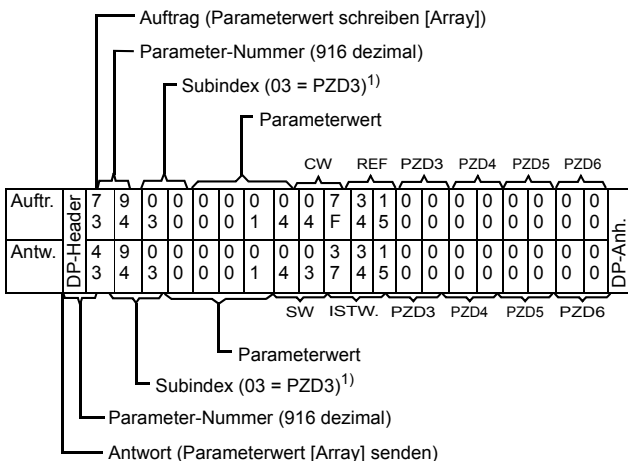 Auftrag (Parameterwert schreiben [Array])
Parameter-Nummer (916 dezimal)
Subindex (03 = PZD3)1)
Parameterwert
CW REF PZD3 PZD4 PZD5 PZD6
Auftr. 7 9 0 0 0 0 0 0 0 7 3 1 0 0 0 0 0 0 0 0
3 4 3 0 0 0 1 4 4 F 4 5 0 0 0 0 0 0 0 0
DP-Header
DP-Anh.
Antw. 4 9 0 0 0 0 0 0 0 3 3 1 0 0 0 0 0 0 0 0
3 4 3 0 0 0 1 4 3 7 4 5 0 0 0 0 0 0 0 0
SW ISTW. PZD3 PZD4 PZD5 PZD6
Parameterwert
Subindex (03 = PZD3)1)
Parameter-Nummer (916 dezimal)
Antwort (Parameterwert [Array] senden)